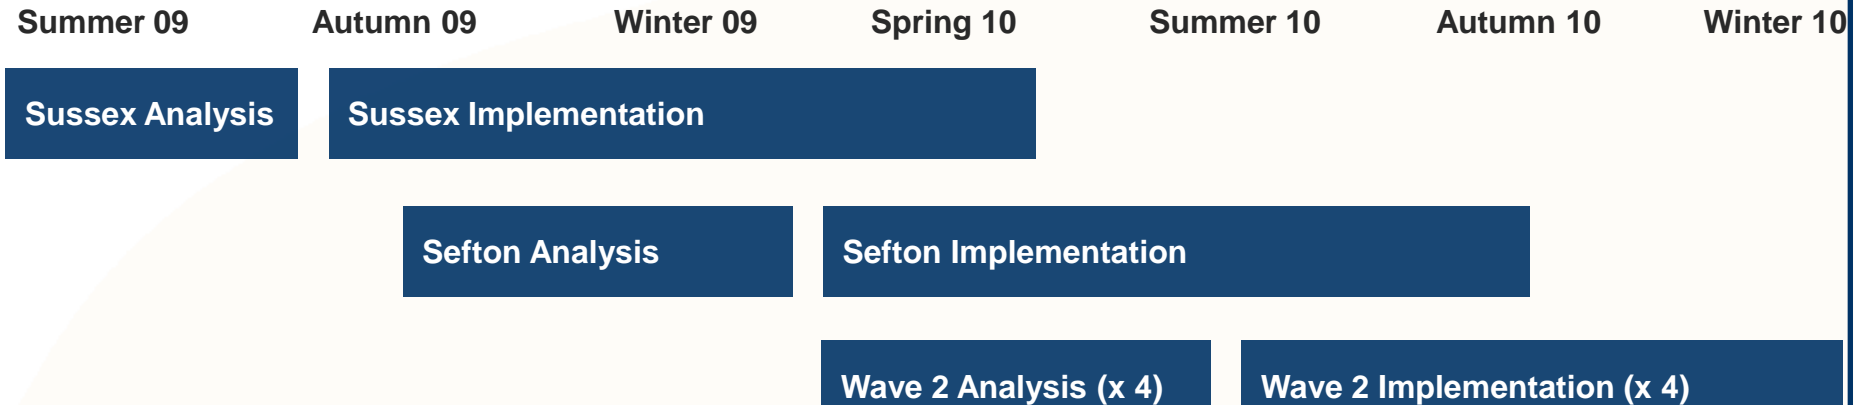 Summer 09 Autumn 09 Winter 09 Spring 10 Summer 10 Autumn 10 Winter 10
Sussex Analysis Sussex Implementation
Sefton Analysis Sefton Implementation
Wave 2 Analysis (x 4) Wave 2 Implementation (x 4)